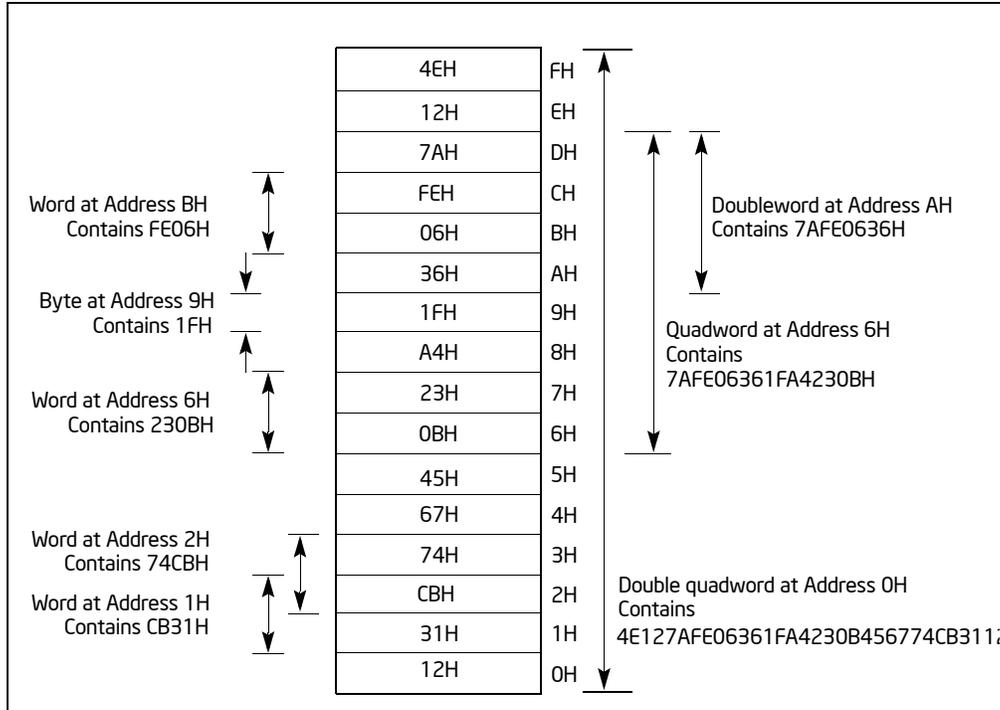 4EH FH
12H EH
7AH DH
FEH CH
06H BH
36H AH
1FH 9H
A4H 8H
23H 7H
0BH 6H
45H 5H
67H 4H
74H 3H
CBH 2H
31H 1H
12H 0H
Word at Address BH
Contains FE06H
Byte at Address 9H
Contains 1FH
Word at Address 6H
Contains 230BH
Word at Address 2H
Contains 74CBH
Word at Address 1H
Contains CB31H
Doubleword at Address AH
Contains 7AFE0636H
Quadword at Address 6H
Contains
7AFE06361FA4230BH
Double quadword at Address 0H
Contains
4E127AFE06361FA4230B456774CB3112